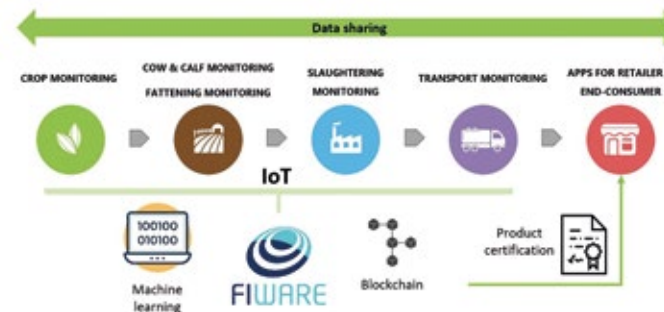 Data sharing
CROP MONITORING
COW & CALF MONITORING
FATTENING MONITORING
SLAUGHTERING
MONITORING
TRANSPORT MONITORING
APPS FOR RETAILER
END-CONSUMER
IoT
100100
010100
Machine
learning
FIWARE
Blockchain
Product
certification